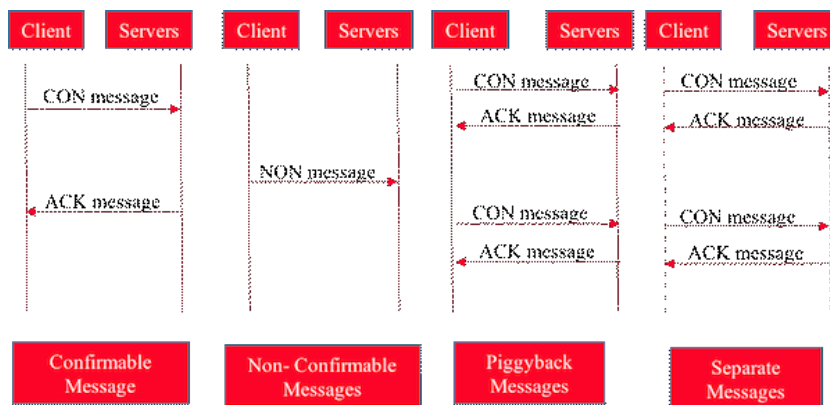 Client Servers Client Servers Client Servers Client Servers
CON message
ACK message
NON message
CON message
ACK message
CON message
ACK message
CON message
ACK message
CON message
ACK message
Confirmable
Message
Non- Confirmable
Messages
Piggyback
Messages
Separate
Messages